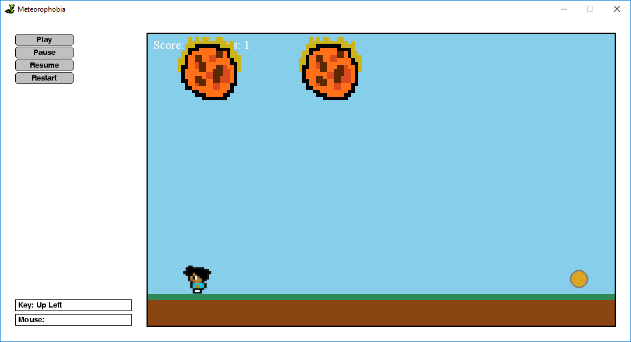 Meteorophobia
Play
Pause
Resume
Restart
Score: : 1
Key: Up Left
Mouse: